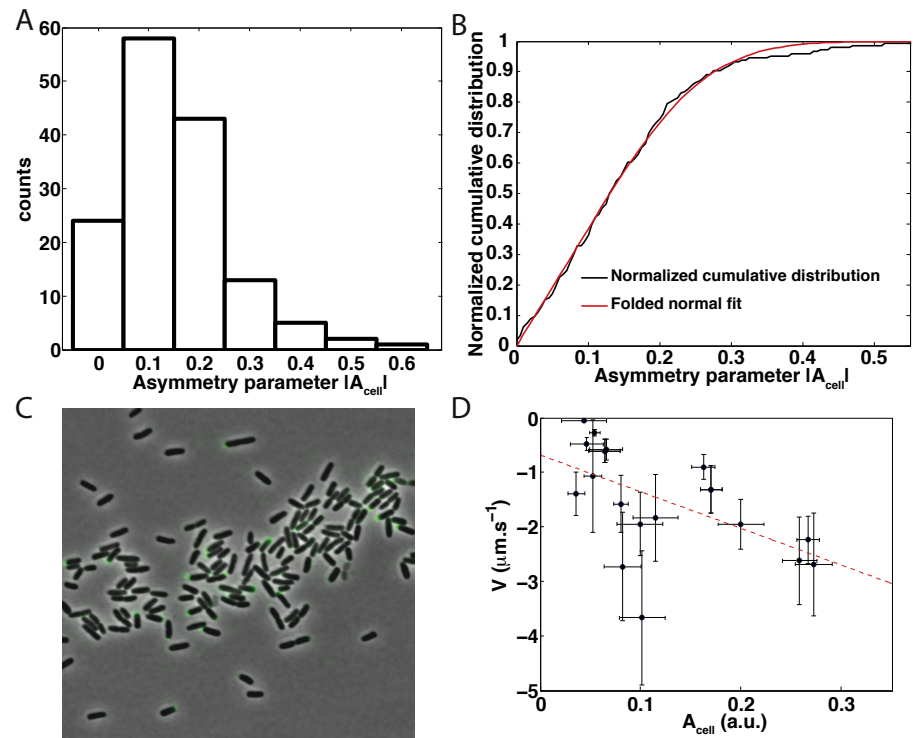 A
60
50
40
30
20
10
0
counts
0 0.1 0.2 0.3 0.4 0.5 0.6
Asymmetry parameter |A_cell|
B
1
0.9
0.8
0.7
0.6
0.5
0.4
0.3
0.2
0.1
0
Normalized cumulative distribution
Normalized cumulative distribution
Folded normal fit
0.1 0.2 0.3 0.4 0.5
Asymmetry parameter |A_cell|
C
D
0
−1
−2
−3
−4
−5
V (μm.s⁻¹)
0 0.1 0.2 0.3
A_cell (a.u.)